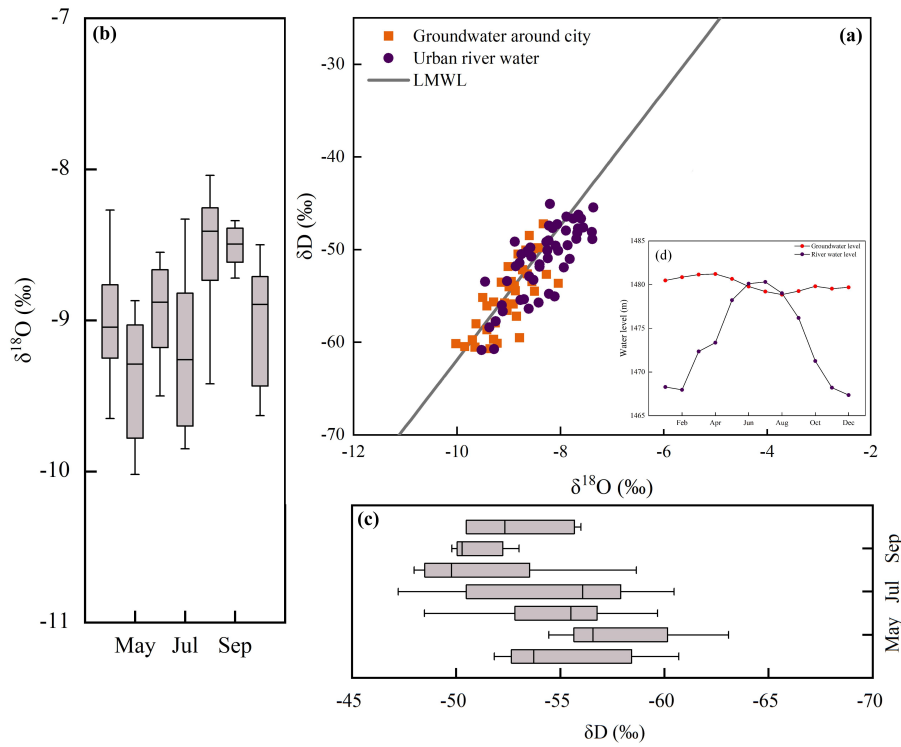 (b)
-7
-8
-9
-10
-11
δ¹⁸O (‰)
May Jul Sep
(a)
Groundwater around city
Urban river water
LMWL
-30
-40
-50
-60
-70
δD (‰)
-12 -10 -8 -6 -4 -2
δ¹⁸O (‰)
(d)
Groundwater level
River water level
1485
1480
1475
1470
1465
Water level (m)
Feb Apr Jun Aug Oct Dec
(c)
Sep
Jul
May
-45 -50 -55 -60 -65 -70
δD (‰)